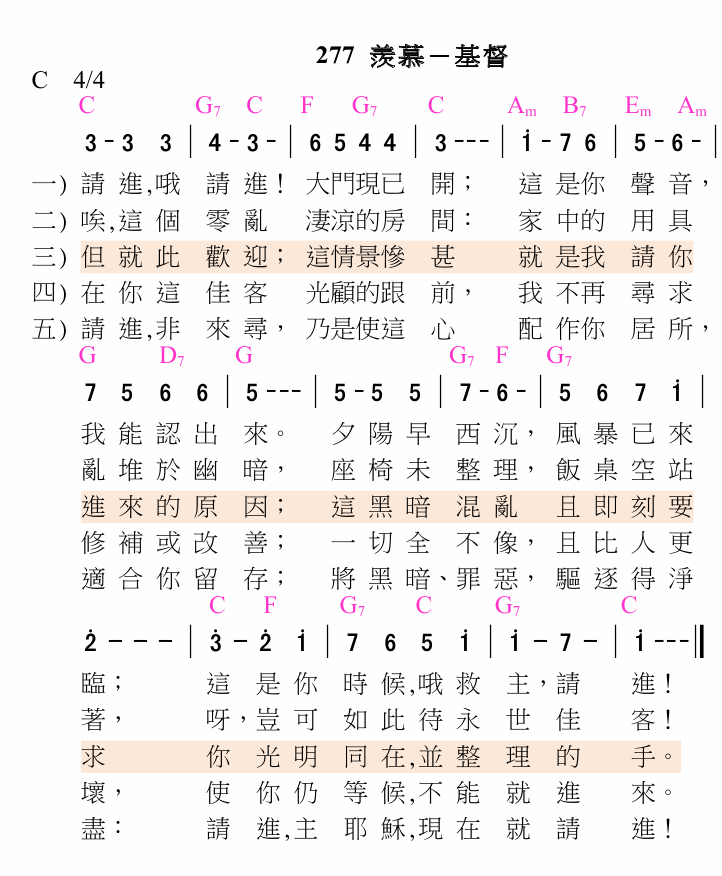 277 羨慕－基督
C 4/4
C G7 C F G7 C Am B7 Em Am
3 - 3 3 | 4 - 3 - | 6 5 4 4 | 3 - - - | i - 7 6 | 5 - 6 - |
一) 請進,哦 請進！大門現已 開； 這是你 聲音，
二) 唉,這個 零亂 淒涼的房 間： 家中的 用具
三) 但就此 歡迎；這情景慘 甚 就是我 請你
四) 在你這 佳客 光顧的跟 前， 我不再 尋求
五) 請進,非 來尋，乃是使這 心 配作你 居所，
G D7 G G7 F G7
7 5 6 6 | 5 - - - | 5 - 5 5 | 7 - 6 - | 5 6 7 i |
我能認出 來。 夕陽早 西沉，風暴已來
亂堆於幽 暗， 座椅未 整理，飯桌空站
進來的原 因； 這黑暗 混亂 且即刻要
修補或改 善； 一切全 不像，且比人更
適合你留 存； 將黑暗、罪惡，驅逐得淨
C F G7 C G7 C
2̇ - - - | 3̇ - 2̇ i | 7 6 5 i | i - 7 - | i - - - ‖
臨； 這是你 時候,哦救 主，請 進！
著， 呀，豈可 如此待永 世佳 客！
求 你光明 同在,並整 理的 手。
壞， 使你仍 等候,不能 就進 來。
盡： 請進,主 耶穌,現在 就請 進！